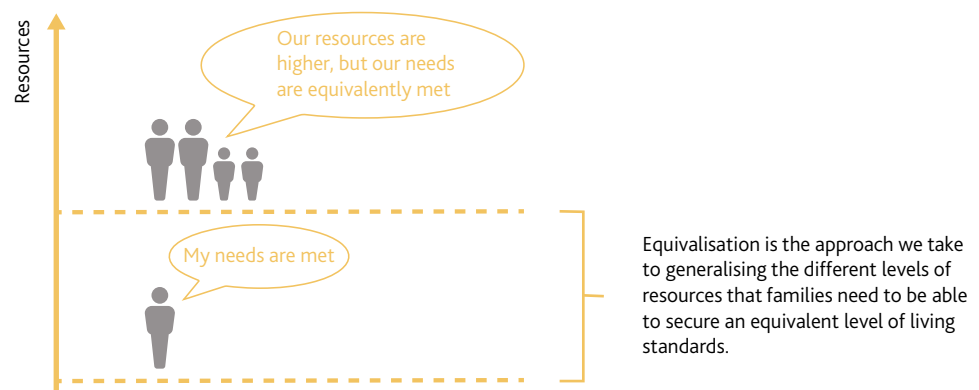 Resources
Our resources are
higher, but our needs
are equivalently met
My needs are met
Equivalisation is the approach we take
to generalising the different levels of
resources that families need to be able
to secure an equivalent level of living
standards.